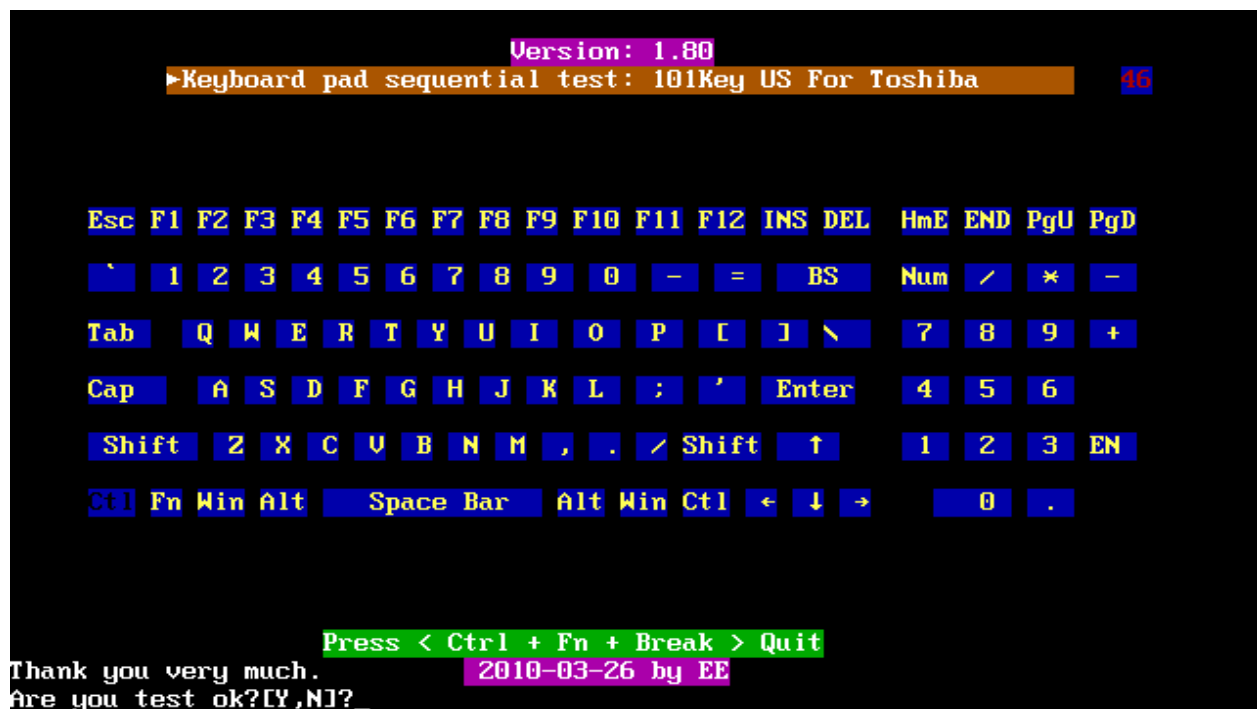 Version: 1.80
►Keyboard pad sequential test: 101Key US For Toshiba 46
Esc F1 F2 F3 F4 F5 F6 F7 F8 F9 F10 F11 F12 INS DEL HmE END PgU PgD
` 1 2 3 4 5 6 7 8 9 0 - = BS Num / * -
Tab Q W E R T Y U I O P [ ] \ 7 8 9 +
Cap A S D F G H J K L ; ' Enter 4 5 6
Shift Z X C V B N M , . / Shift ↑ 1 2 3 EN
Ctl Fn Win Alt Space Bar Alt Win Ctl ← ↓ → 0 .
Press < Ctrl + Fn + Break > Quit
Thank you very much. 2010-03-26 by EE
Are you test ok?[Y,N]?_